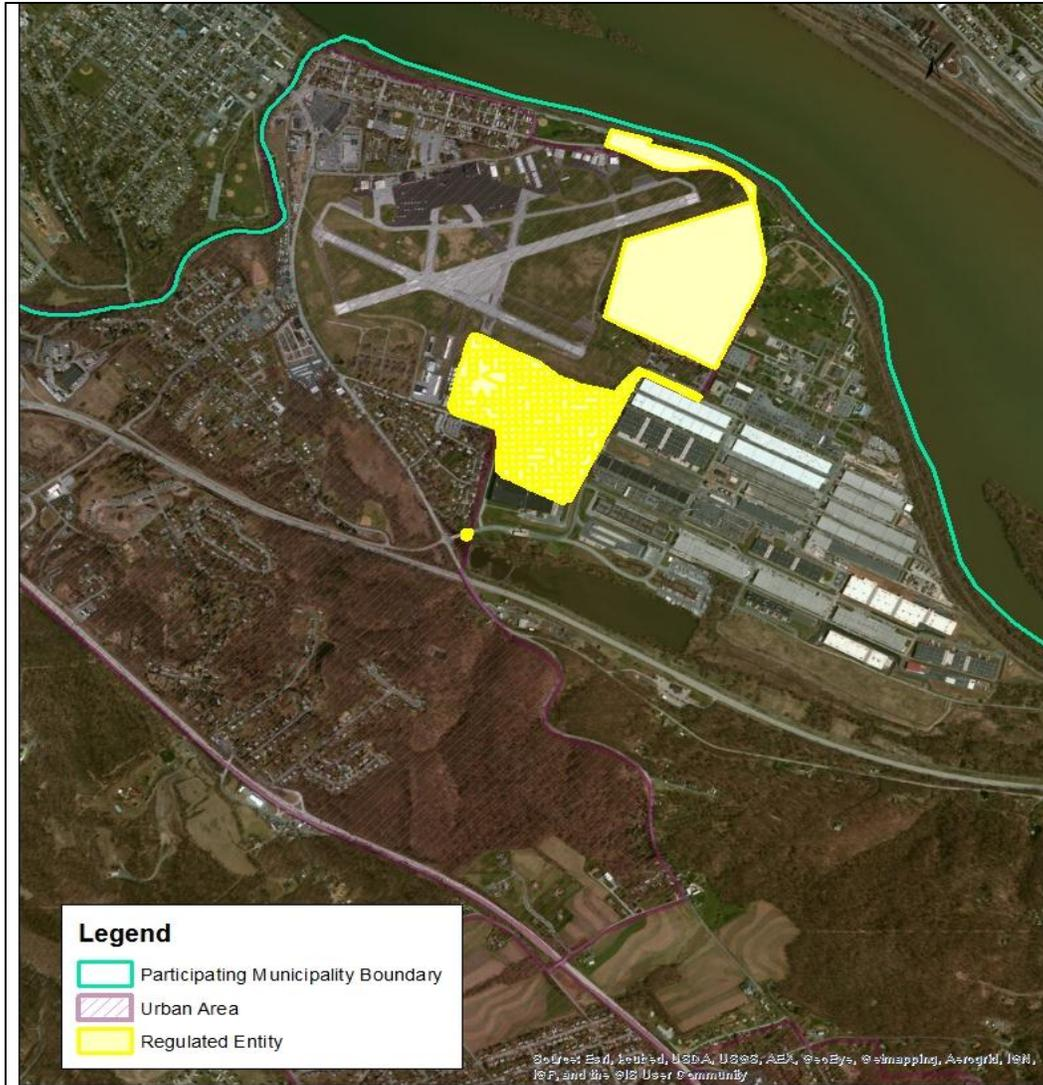 Legend
Participating Municipality Boundary
Urban Area
Regulated Entity
Source: Esri, i-cubed, USDA, USGS, AEX, GeoEye, Getmapping, Aerogrid, IGN,
IGP, and the GIS User Community